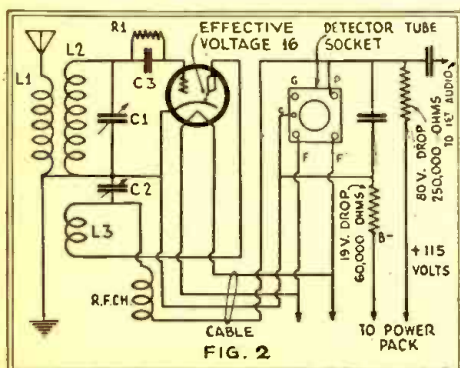 R1
EFFECTIVE
VOLTAGE 16
DETECTOR TUBE
SOCKET
L2
L1
C3
C1
G
P
F
F
C2
L3
80 V. DROP
250,000 OHMS
TO 1ST AUDIO
19 V. DROP
60,000 OHMS
B-
+115
VOLTS
R.F.CH.
CABLE
TO POWER
PACK
FIG. 2